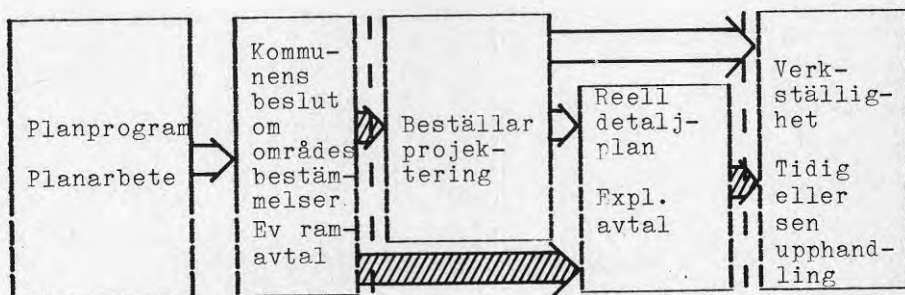 Planprogram
Planarbete
Kommu-
nens
beslut
om
områdes
bestäm-
melser
Ev ram-
avtal
Beställar
projek-
tering
Reell
detalj-
plan
Expl.
avtal
Verk-
ställig-
het
Tidig
eller
sen
upphand-
ling